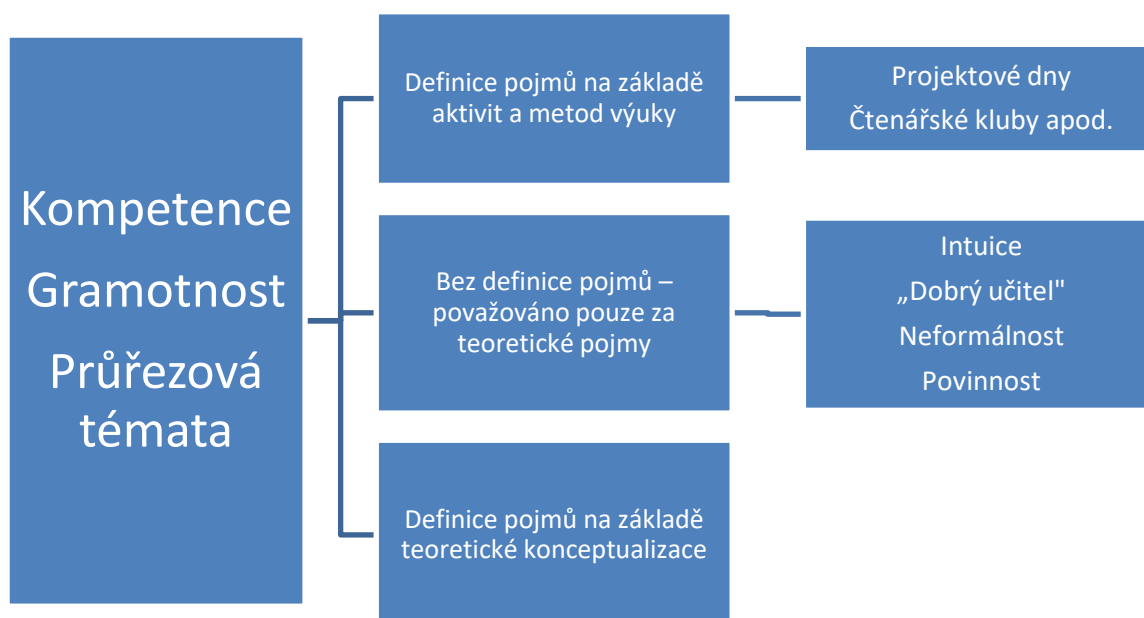 Kompetence
Gramotnost
Průřezová
témata
Definice pojmů na základě
aktivit a metod výuky
Projektové dny
Čtenářské kluby apod.
Bez definice pojmů –
považováno pouze za
teoretické pojmy
Intuice
„Dobrý učitel"
Neformálnost
Povinnost
Definice pojmů na základě
teoretické konceptualizace